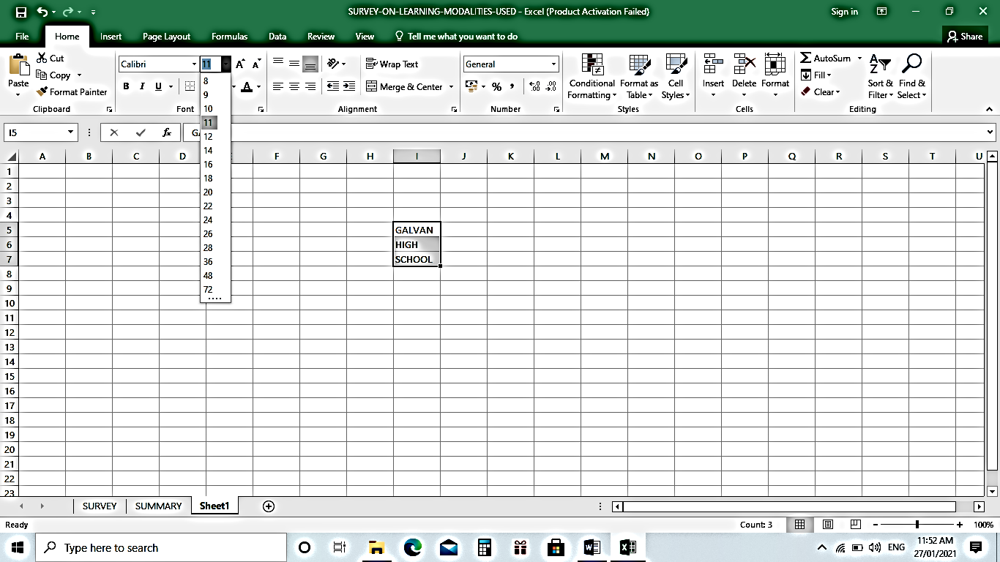 SURVEY-ON-LEARNING-MODALITIES-USED - Excel (Product Activation Failed)
Sign in
File Home Insert Page Layout Formulas Data Review View Tell me what you want to do Share
Paste
Cut
Copy
Format Painter
Clipboard
Calibri 11
B I U A
Font
Wrap Text
Merge & Center
Alignment
General
% ,
Number
Conditional Formatting
Format as Table
Cell Styles
Styles
Insert Delete Format
Cells
AutoSum
Fill
Clear
Sort & Filter
Find & Select
Editing
8
9
10
11
12
14
16
18
20
22
24
26
28
36
48
72
I5 fx GA
A B C D E F G H I J K L M N O P Q R S T U
1
2
3
4
5 GALVAN
6 HIGH
7 SCHOOL
8
9
10
11
12
13
14
15
16
17
18
19
20
21
22
23
SURVEY SUMMARY Sheet1
Ready Count: 3 100%
Type here to search
ENG
11:52 AM
27/01/2021